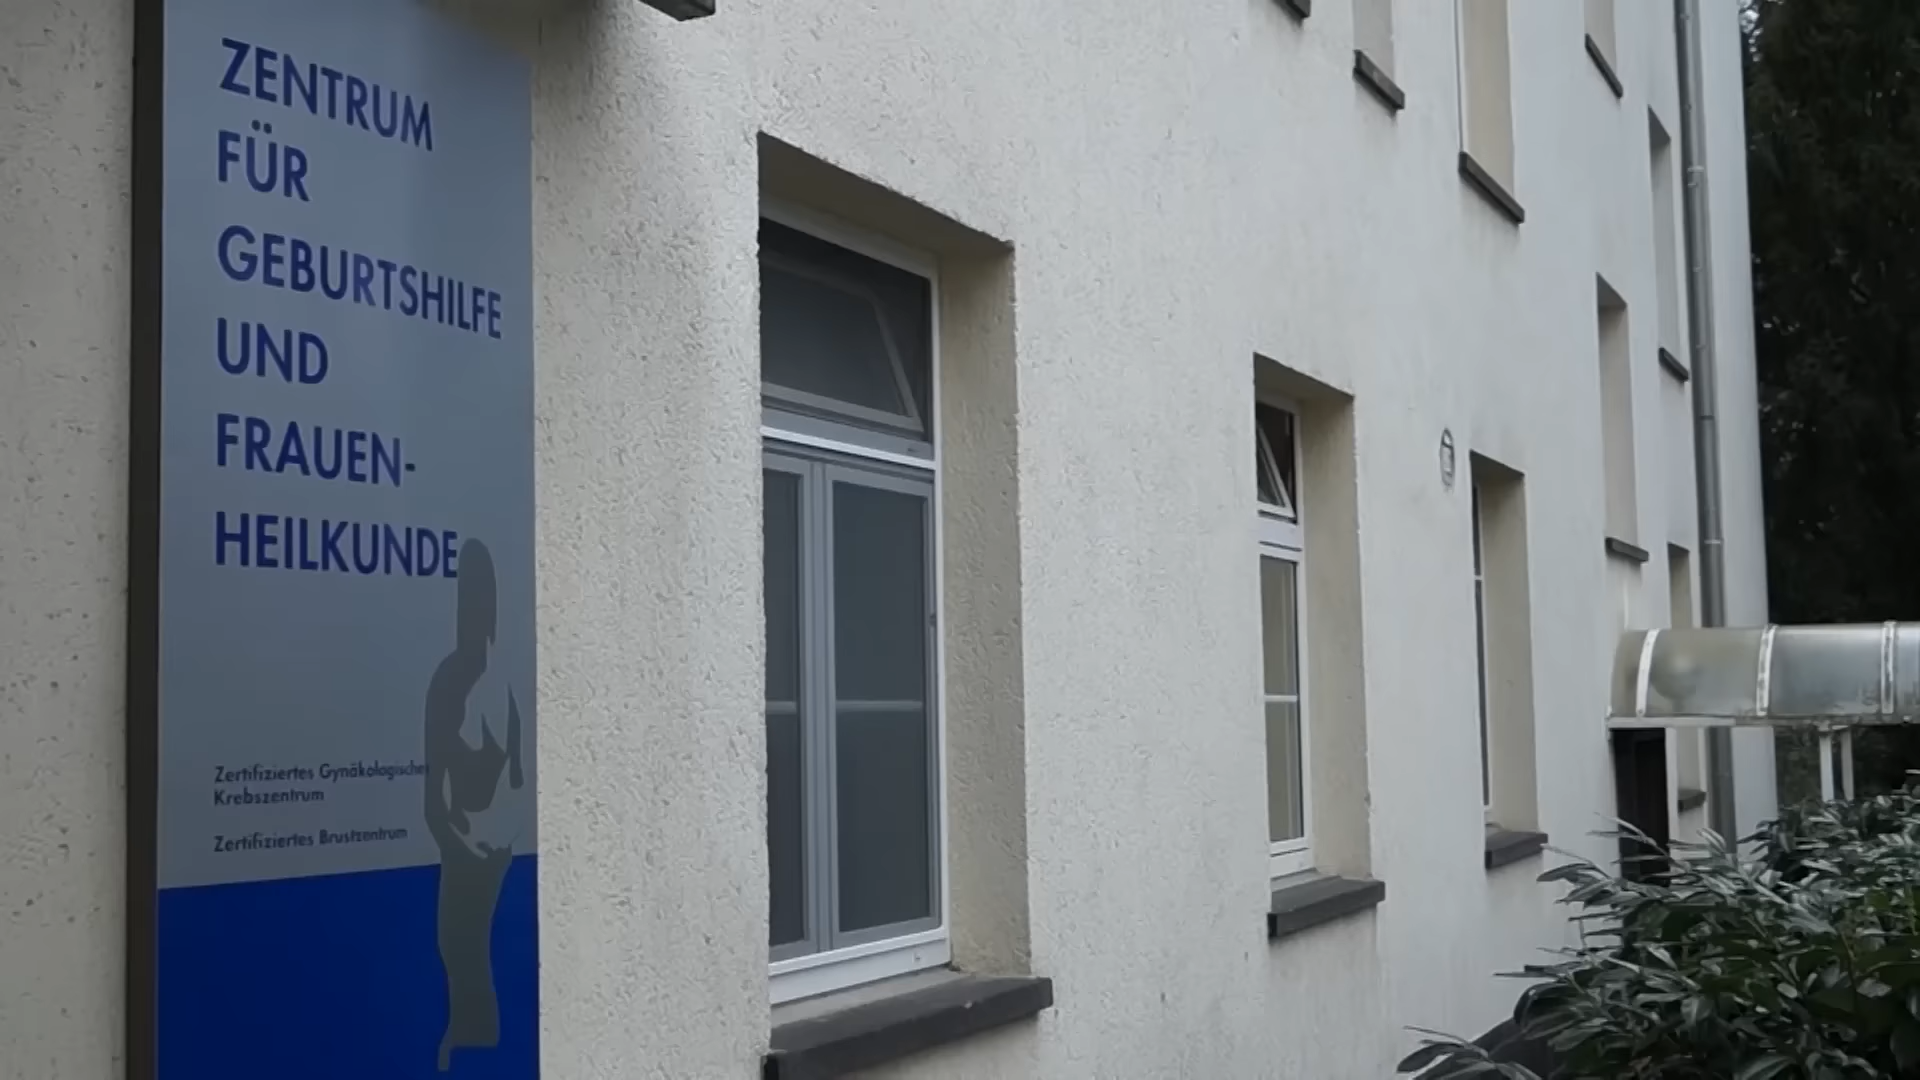 ZENTRUM
FÜR
GEBURTSHILFE
UND
FRAUEN-
HEILKUNDE
Zertifiziertes Gynäkologisches
Krebszentrum
Zertifiziertes Brustzentrum